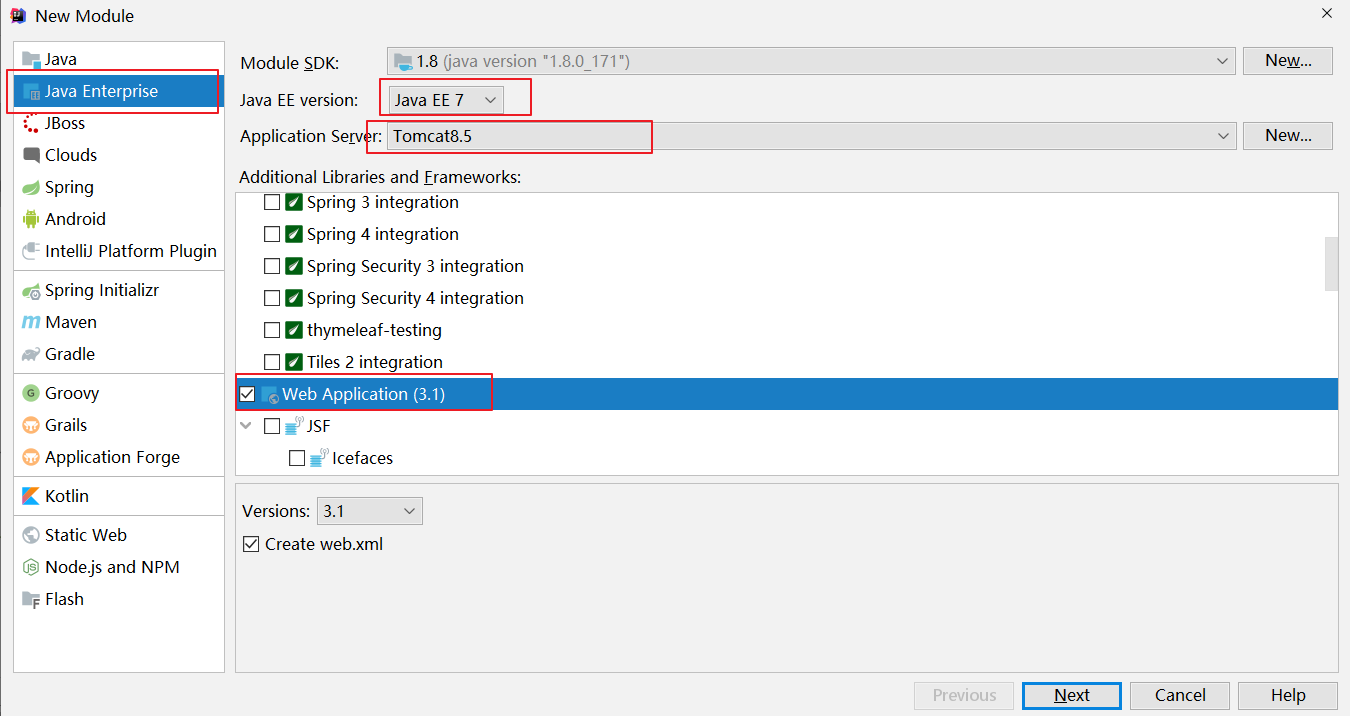 New Module
Java
Java Enterprise
JBoss
Clouds
Spring
Android
IntelliJ Platform Plugin
Spring Initializr
Maven
Gradle
Groovy
Grails
Application Forge
Kotlin
Static Web
Node.js and NPM
Flash
Module SDK: 1.8 (java version "1.8.0_171") New...
Java EE version: Java EE 7
Application Server: Tomcat8.5 New...
Additional Libraries and Frameworks:
Spring 3 integration
Spring 4 integration
Spring Security 3 integration
Spring Security 4 integration
thymeleaf-testing
Tiles 2 integration
Web Application (3.1)
JSF
Icefaces
Versions: 3.1
Create web.xml
Previous Next Cancel Help